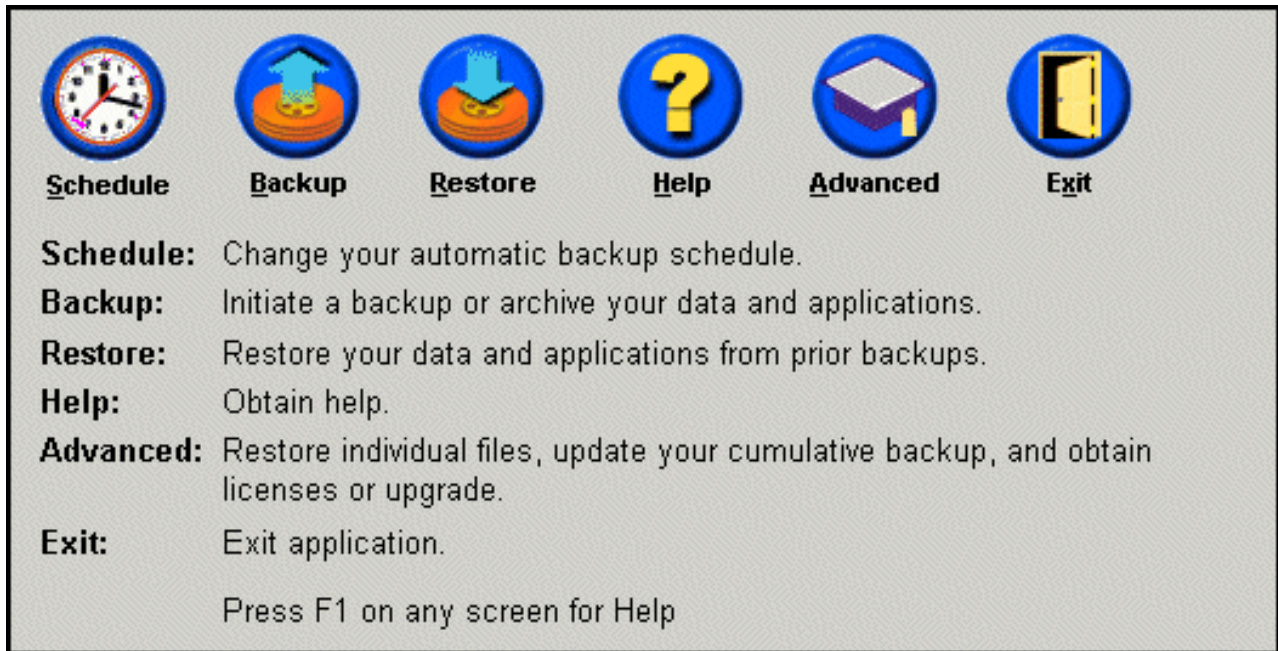 Schedule Backup Restore Help Advanced Exit
Schedule: Change your automatic backup schedule.
Backup: Initiate a backup or archive your data and applications.
Restore: Restore your data and applications from prior backups.
Help: Obtain help.
Advanced: Restore individual files, update your cumulative backup, and obtain
licenses or upgrade.
Exit: Exit application.
Press F1 on any screen for Help